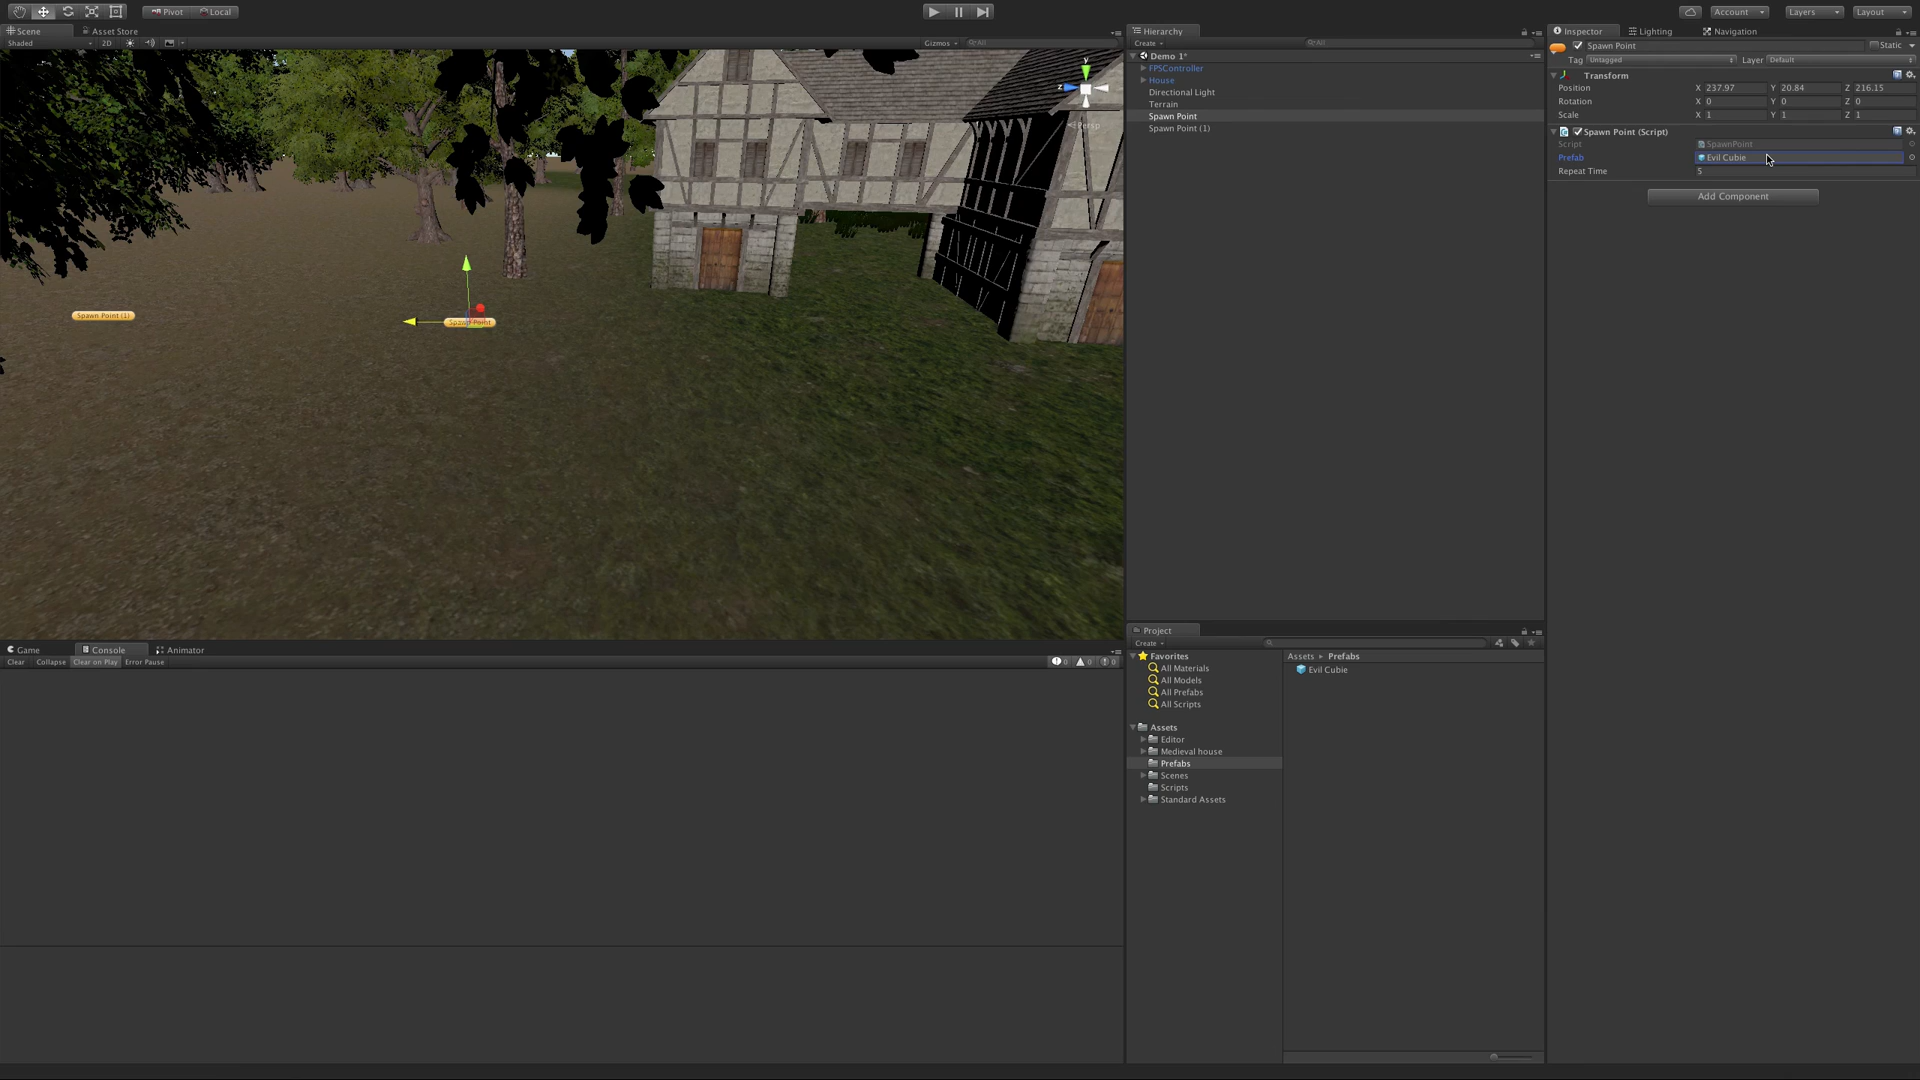 Pivot Local Account Layers Layout
Scene Asset Store
Shaded 2D Gizmos All
y
z
Persp
Spawn Point (1)
Spawn Point
Hierarchy
Create All
Demo 1*
FPSController
House
Directional Light
Terrain
Spawn Point
Spawn Point (1)
Inspector Lighting Navigation
Spawn Point Static
Tag Untagged Layer Default
Transform
Position X 237.97 Y 20.84 Z 216.15
Rotation X 0 Y 0 Z 0
Scale X 1 Y 1 Z 1
Spawn Point (Script)
Script SpawnPoint
Prefab Evil Cubie
Repeat Time 5
Add Component
Game Console Animator
Clear Collapse Clear on Play Error Pause 0 0 0
Project
Create
Favorites
All Materials
All Models
All Prefabs
All Scripts
Assets
Editor
Medieval house
Prefabs
Scenes
Scripts
Standard Assets
Assets ▸ Prefabs
Evil Cubie